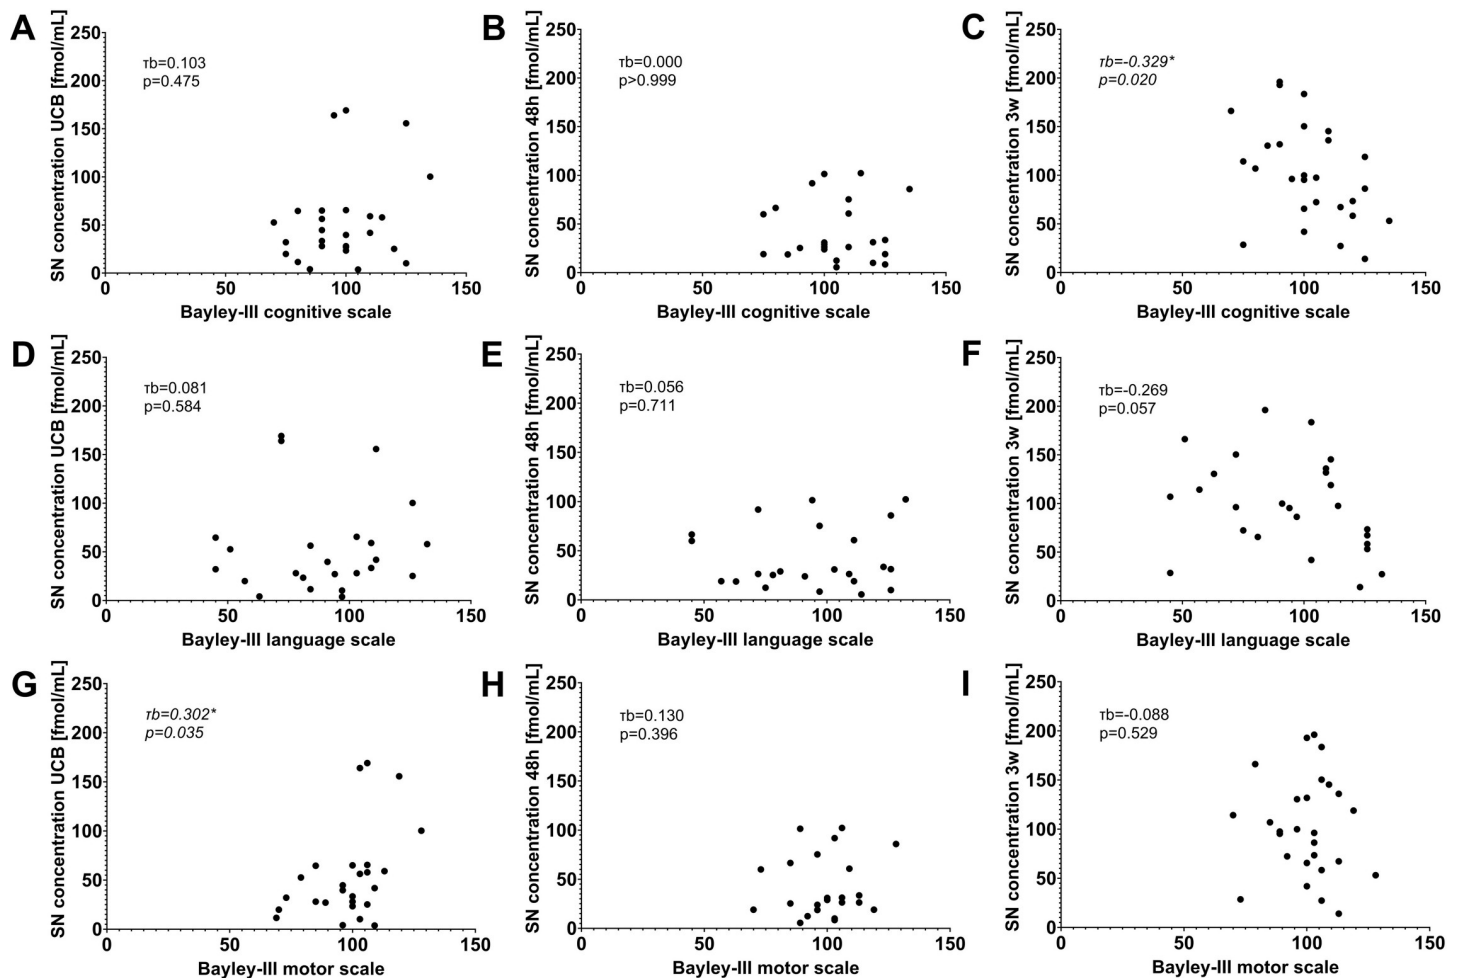 A
SN concentration UCB [fmol/mL]
250
200
150
100
50
0
τb=0.103
p=0.475
0 50 100 150
Bayley-III cognitive scale
B
SN concentration 48h [fmol/mL]
250
200
150
100
50
0
τb=0.000
p>0.999
0 50 100 150
Bayley-III cognitive scale
C
SN concentration 3w [fmol/mL]
250
200
150
100
50
0
τb=-0.329*
p=0.020
0 50 100 150
Bayley-III cognitive scale
D
SN concentration UCB [fmol/mL]
250
200
150
100
50
0
τb=0.081
p=0.584
0 50 100 150
Bayley-III language scale
E
SN concentration 48h [fmol/mL]
250
200
150
100
50
0
τb=0.056
p=0.711
0 50 100 150
Bayley-III language scale
F
SN concentration 3w [fmol/mL]
250
200
150
100
50
0
τb=-0.269
p=0.057
0 50 100 150
Bayley-III language scale
G
SN concentration UCB [fmol/mL]
250
200
150
100
50
0
τb=0.302*
p=0.035
0 50 100 150
Bayley-III motor scale
H
SN concentration 48h [fmol/mL]
250
200
150
100
50
0
τb=0.130
p=0.396
0 50 100 150
Bayley-III motor scale
I
SN concentration 3w [fmol/mL]
250
200
150
100
50
0
τb=-0.088
p=0.529
0 50 100 150
Bayley-III motor scale